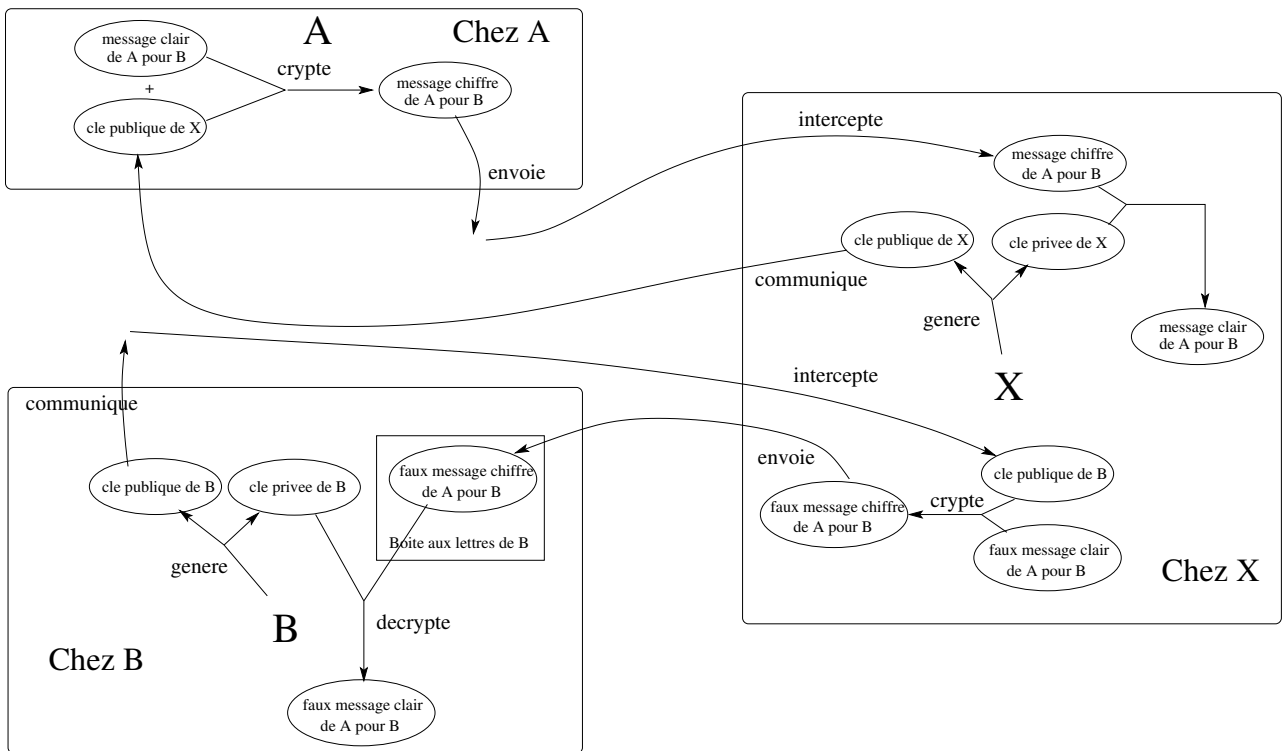 A
Chez A
message clair
de A pour B
+
cle publique de X
crypte
message chiffre
de A pour B
envoie
intercepte
message chiffre
de A pour B
cle publique de X
cle privee de X
communique
genere
X
message clair
de A pour B
intercepte
communique
cle publique de B
cle privee de B
faux message chiffre
de A pour B
Boite aux lettres de B
genere
B
decrypte
Chez B
faux message clair
de A pour B
envoie
cle publique de B
faux message chiffre
de A pour B
crypte
faux message clair
de A pour B
Chez X